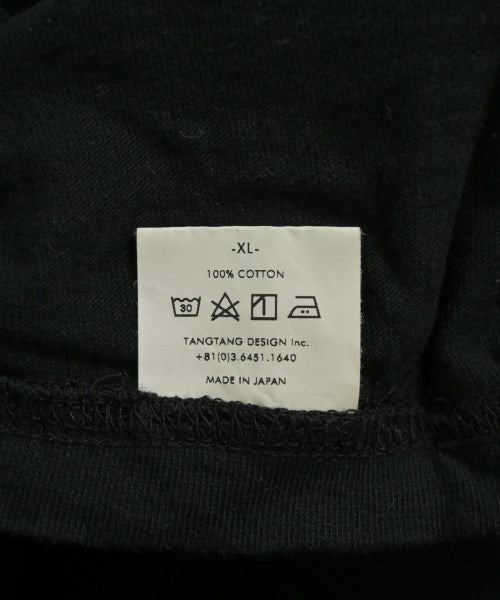 -XL-
100% COTTON
30
TANGTANG DESIGN Inc.
+81(0)3.6451.1640
MADE IN JAPAN